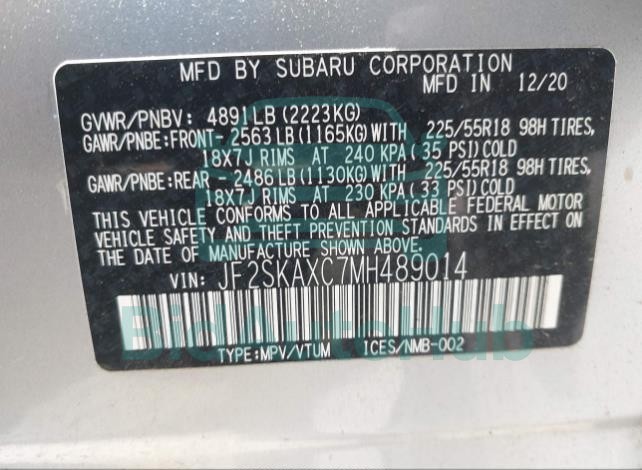 MFD BY SUBARU CORPORATION
MFD IN 12/20
GVWR/PNBV: 4891LB (2223KG)
GAWR/PNBE:FRONT- 2563LB (1165KG) WITH 225/55R18 98H TIRES,
18X7J RIMS AT 240 KPA (35 PSI) COLD
GAWR/PNBE:REAR - 2486LB (1130KG) WITH 225/55R18 98H TIRES,
18X7J RIMS AT 230 KPA (33 PSI) COLD
THIS VEHICLE CONFORMS TO ALL APPLICABLE FEDERAL MOTOR
VEHICLE SAFETY AND THEFT PREVENTION STANDARDS IN EFFECT ON
THE DATE OF MANUFACTURE SHOWN ABOVE.
VIN: JF2SKAXC7MH489014
BidAutoHub
TYPE:MPV/VTUM ICES/NMB-002